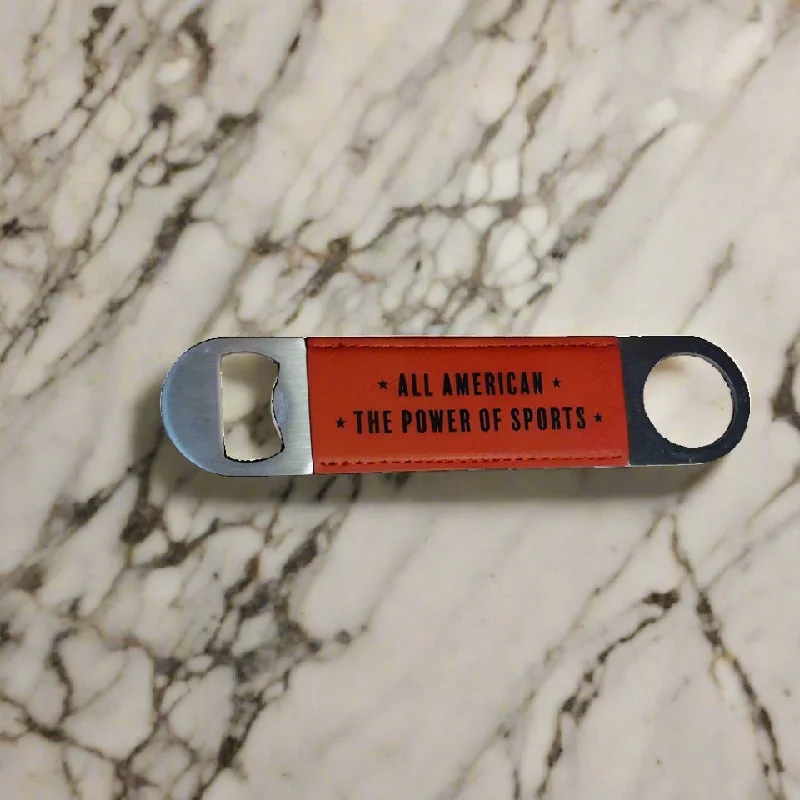 ★ ALL AMERICAN ★
★ THE POWER OF SPORTS ★